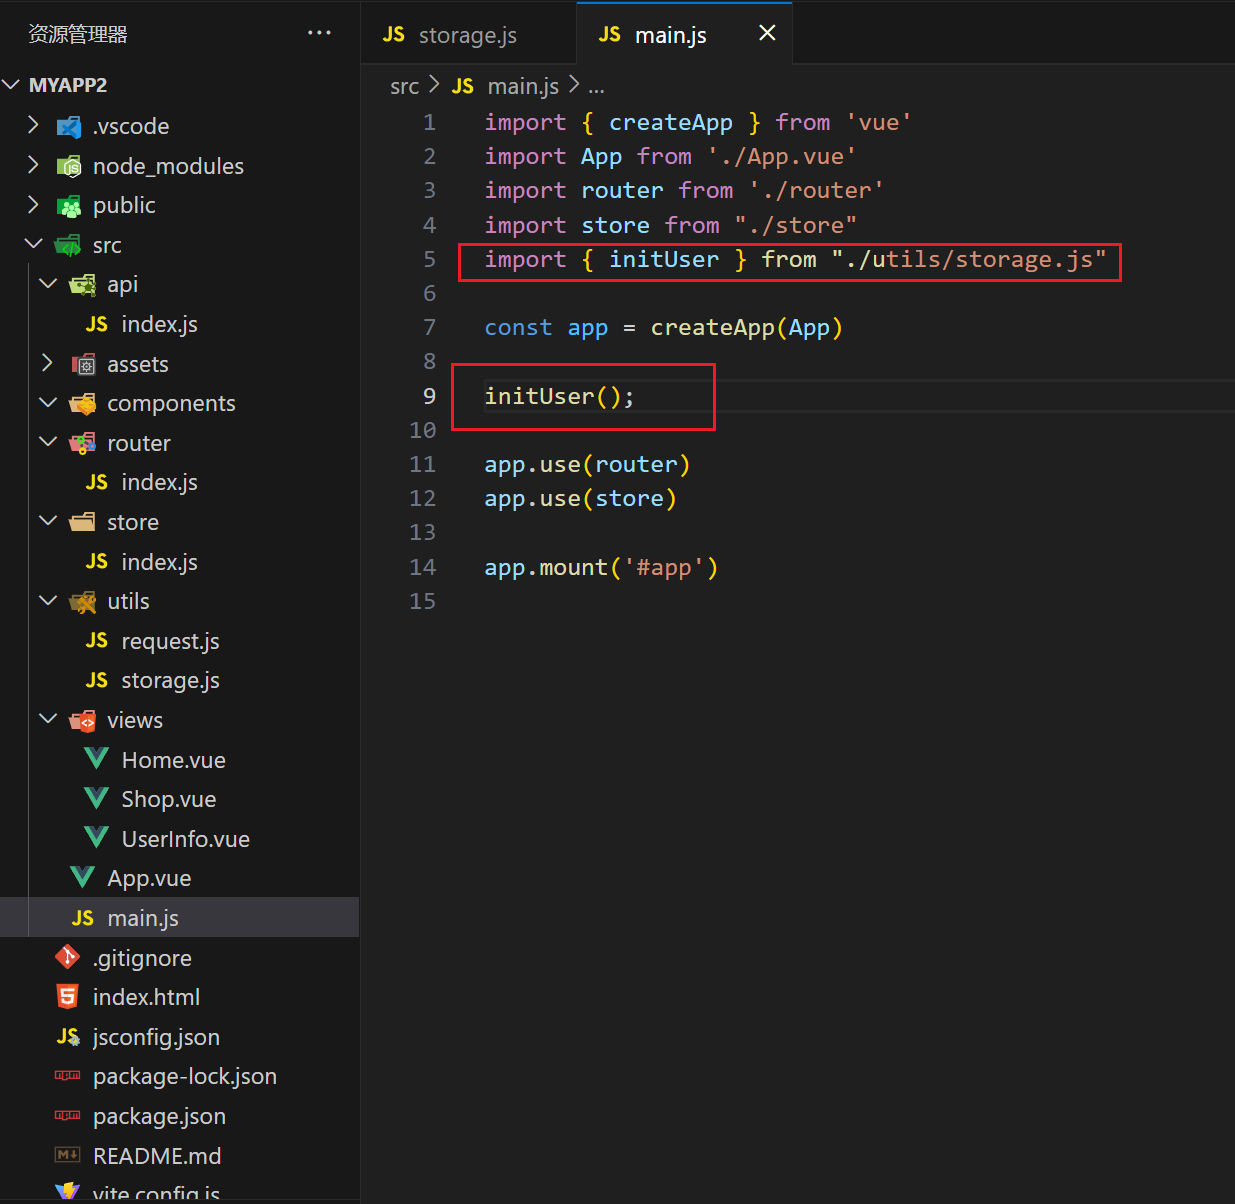 资源管理器 ...
MYAPP2
.vscode
node_modules
public
src
api
JS index.js
assets
components
router
JS index.js
store
JS index.js
utils
JS request.js
JS storage.js
views
Home.vue
Shop.vue
UserInfo.vue
App.vue
JS main.js
.gitignore
index.html
jsconfig.json
package-lock.json
package.json
README.md
vite.config.js
JS storage.js
JS main.js
src > JS main.js > ...
1 import { createApp } from 'vue'
2 import App from './App.vue'
3 import router from './router'
4 import store from "./store"
5 import { initUser } from "./utils/storage.js"
6
7 const app = createApp(App)
8
9 initUser();
10
11 app.use(router)
12 app.use(store)
13
14 app.mount('#app')
15